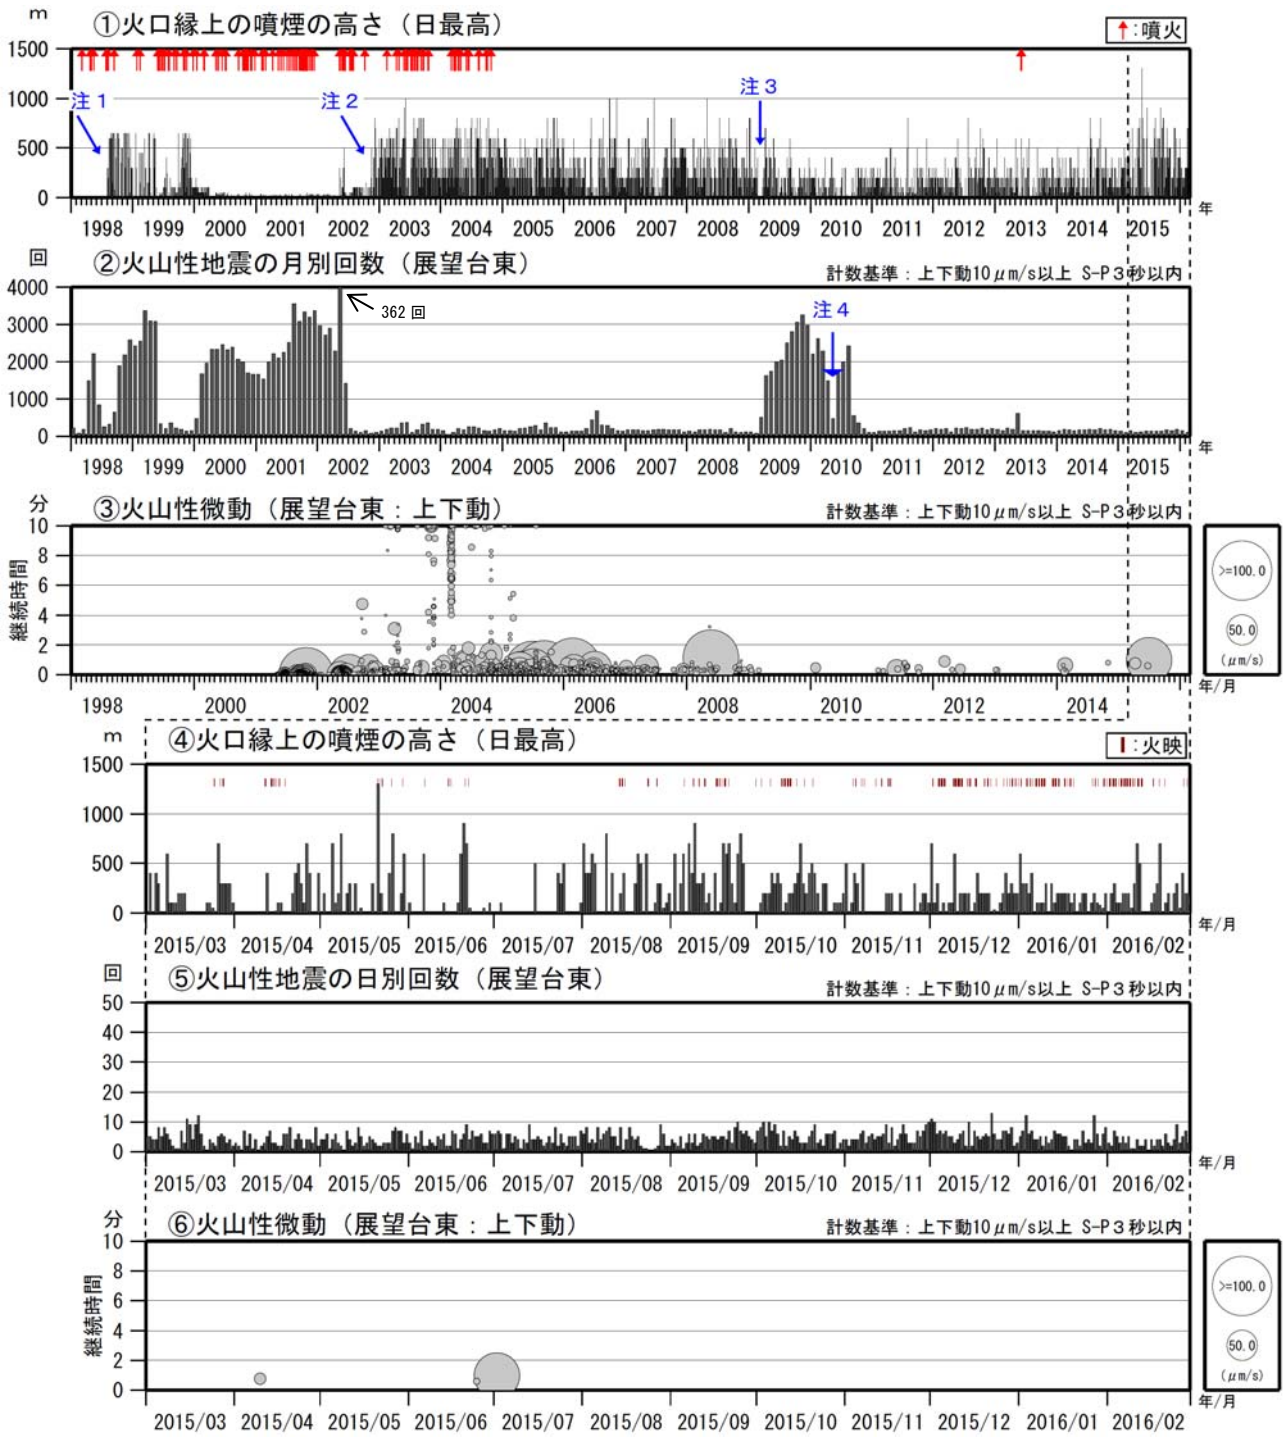 m ①火口縁上の噴煙の高さ（日最高） ↑:噴火
1500
1000
500
0
注1
注2
注3
年
1998 1999 2000 2001 2002 2003 2004 2005 2006 2007 2008 2009 2010 2011 2012 2013 2014 2015
回 ②火山性地震の月別回数（展望台東） 計数基準：上下動10μm/s以上 S-P3秒以内
4000
3000
2000
1000
0
362 回
注4
年
1998 1999 2000 2001 2002 2003 2004 2005 2006 2007 2008 2009 2010 2011 2012 2013 2014 2015
分 ③火山性微動（展望台東：上下動） 計数基準：上下動10μm/s以上 S-P3秒以内
継続時間
10
8
6
4
2
0
>=100.0
50.0
(μm/s)
年/月
1998 2000 2002 2004 2006 2008 2010 2012 2014
m ④火口縁上の噴煙の高さ（日最高） :火映
1500
1000
500
0
年/月
2015/03 2015/04 2015/05 2015/06 2015/07 2015/08 2015/09 2015/10 2015/11 2015/12 2016/01 2016/02
回 ⑤火山性地震の日別回数（展望台東） 計数基準：上下動10μm/s以上 S-P3秒以内
50
40
30
20
10
0
年/月
2015/03 2015/04 2015/05 2015/06 2015/07 2015/08 2015/09 2015/10 2015/11 2015/12 2016/01 2016/02
分 ⑥火山性微動（展望台東：上下動） 計数基準：上下動10μm/s以上 S-P3秒以内
継続時間
10
8
6
4
2
0
>=100.0
50.0
(μm/s)
年/月
2015/03 2015/04 2015/05 2015/06 2015/07 2015/08 2015/09 2015/10 2015/11 2015/12 2016/01 2016/02